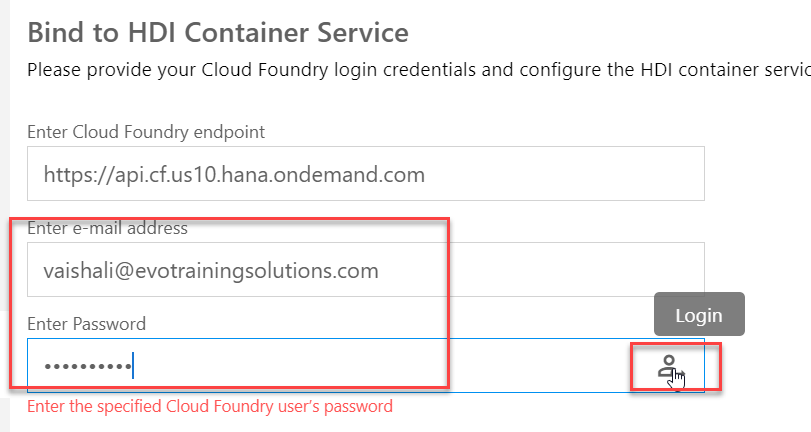 Bind to HDI Container Service
Please provide your Cloud Foundry login credentials and configure the HDI container servic
Enter Cloud Foundry endpoint
https://api.cf.us10.hana.ondemand.com
Enter e-mail address
vaishali@evotrainingsolutions.com
Login
Enter Password
••••••••••
Enter the specified Cloud Foundry user's password